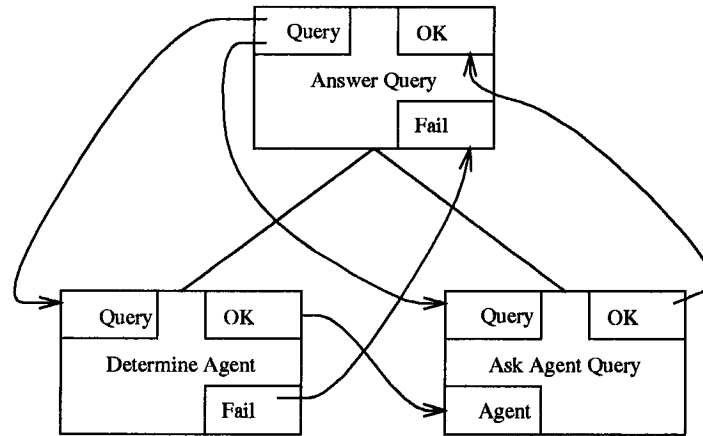 Query
OK
Answer Query
Fail
Query
OK
Determine Agent
Fail
Query
OK
Ask Agent Query
Agent